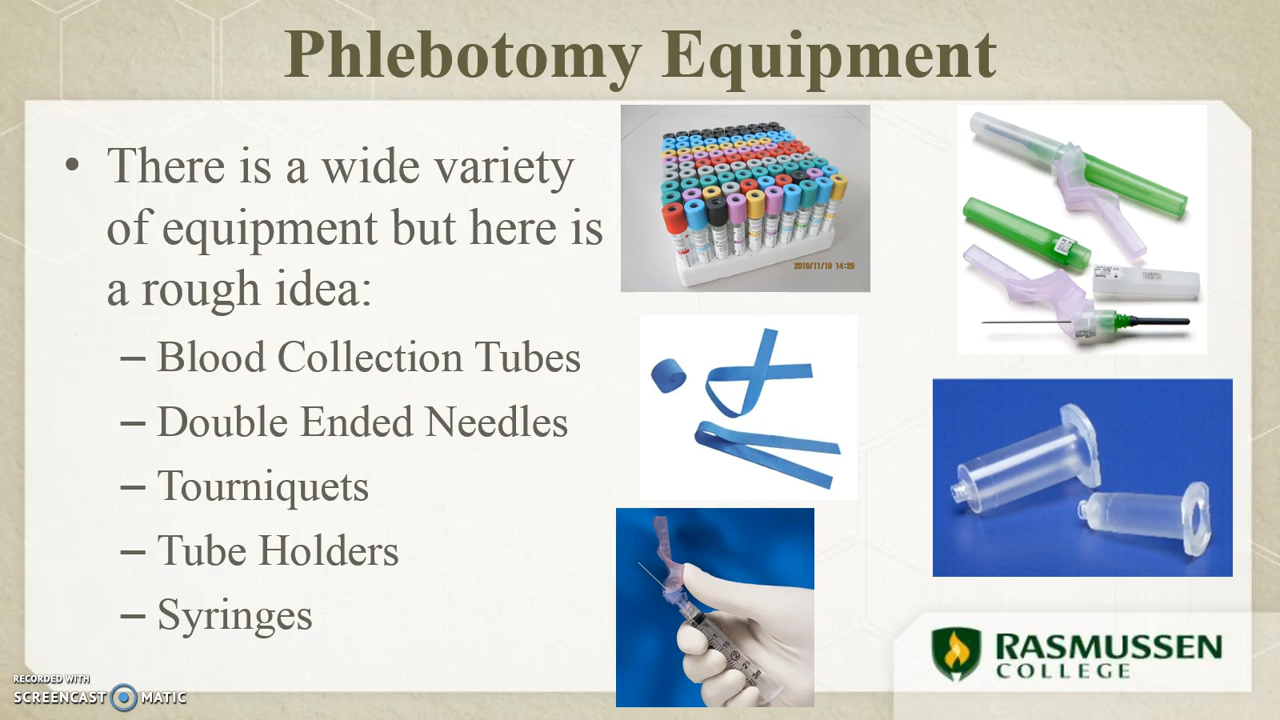 Phlebotomy Equipment
• There is a wide variety
of equipment but here is
a rough idea:
– Blood Collection Tubes
– Double Ended Needles
– Tourniquets
– Tube Holders
– Syringes
2010/11/18 14:20
RASMUSSEN
COLLEGE
RECORDED WITH
SCREENCAST MATIC